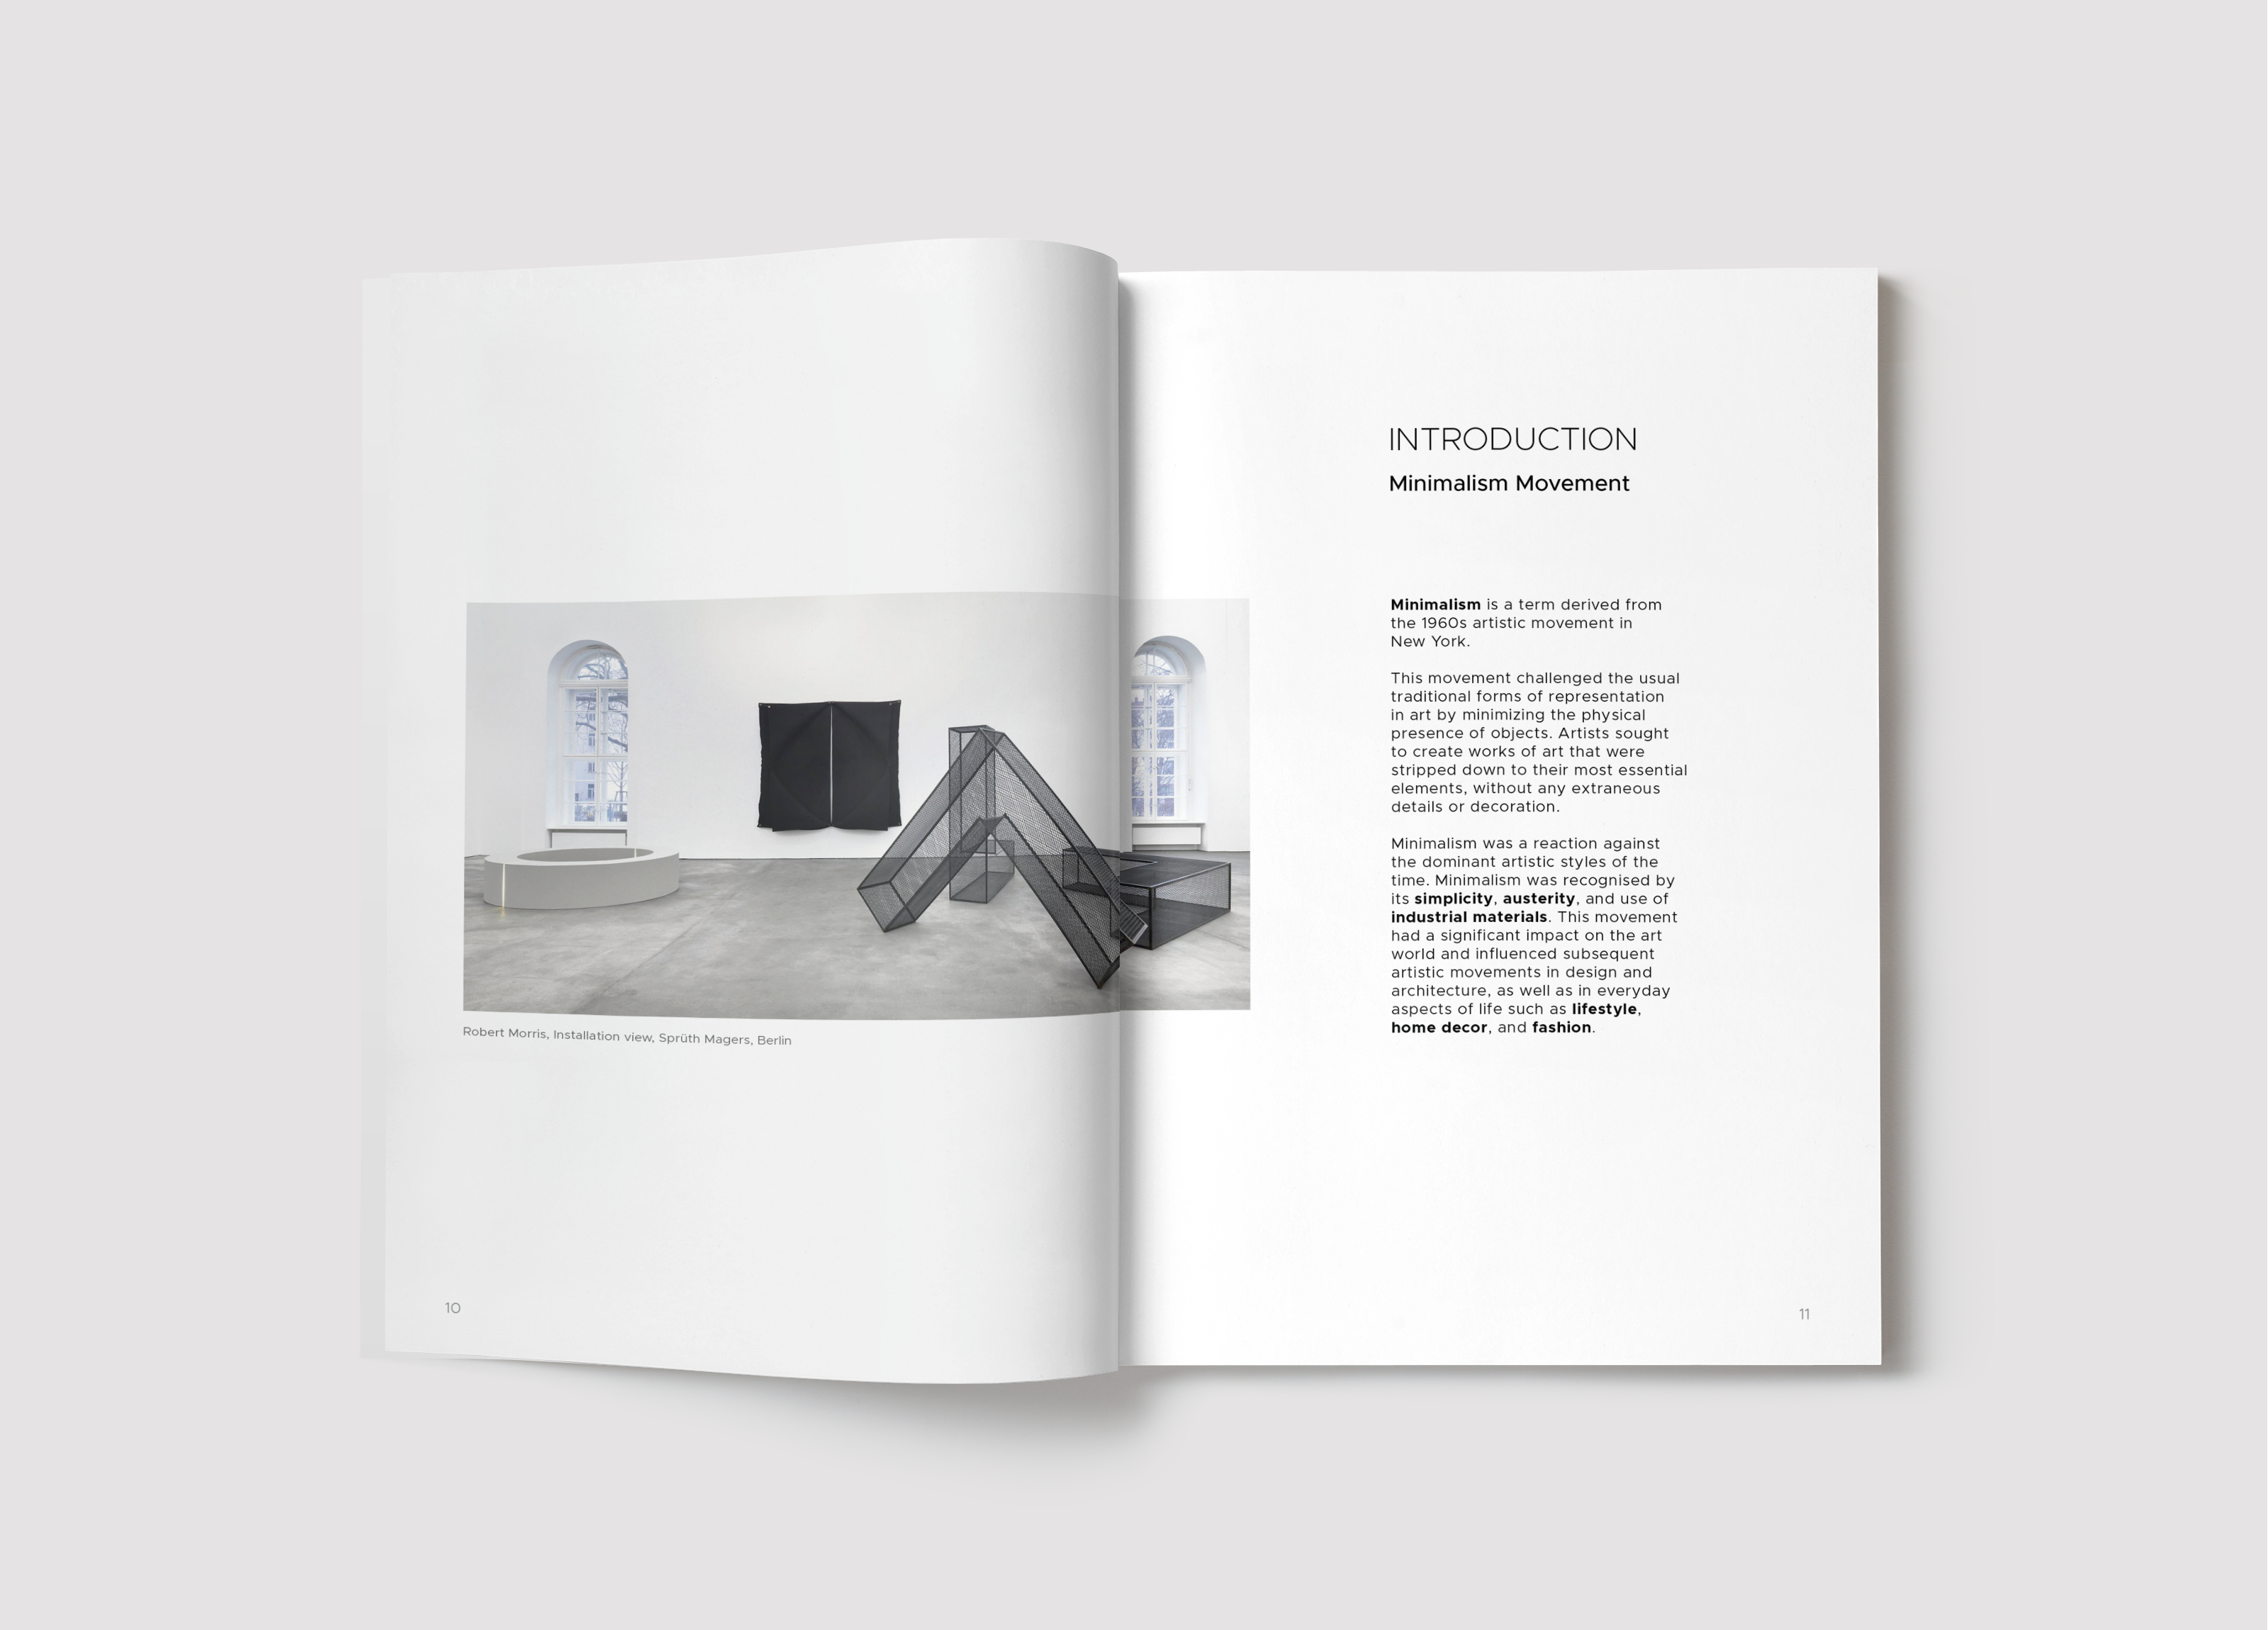 Robert Morris, Installation view, Sprüth Magers, Berlin
10
INTRODUCTION
Minimalism Movement
Minimalism is a term derived from
the 1960s artistic movement in
New York.
This movement challenged the usual
traditional forms of representation
in art by minimizing the physical
presence of objects. Artists sought
to create works of art that were
stripped down to their most essential
elements, without any extraneous
details or decoration.
Minimalism was a reaction against
the dominant artistic styles of the
time. Minimalism was recognised by
its simplicity, austerity, and use of
industrial materials. This movement
had a significant impact on the art
world and influenced subsequent
artistic movements in design and
architecture, as well as in everyday
aspects of life such as lifestyle,
home decor, and fashion.
11